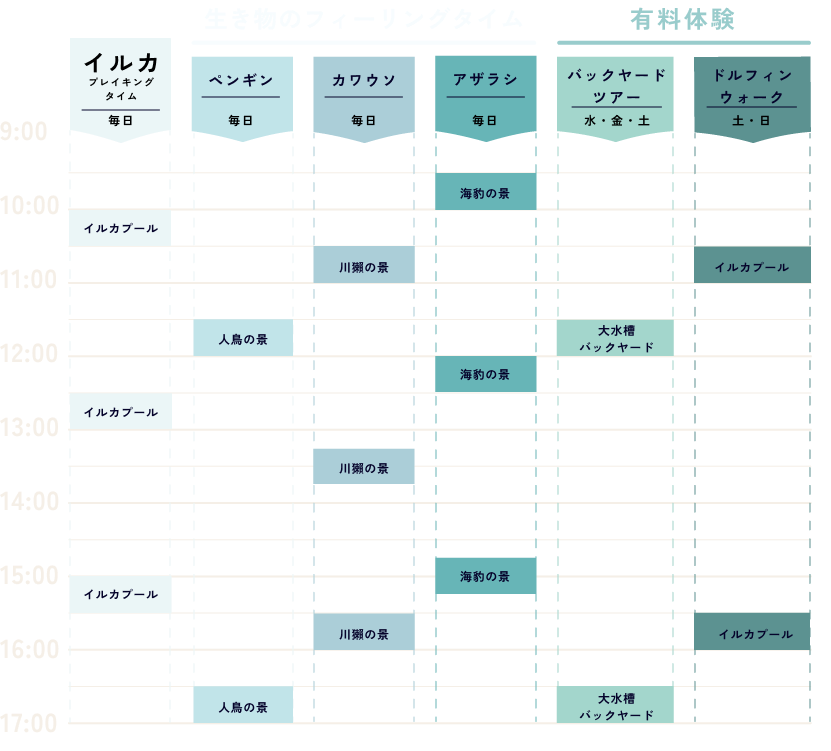 生き物のフィーリングタイム
有料体験
イルカ
ブレイキング
タイム
毎日
ペンギン
毎日
カワウソ
毎日
アザラシ
毎日
バックヤード
ツアー
水・金・土
ドルフィン
ウォーク
土・日
9:00
海豹の景
10:00
イルカプール
川獺の景
イルカプール
11:00
人鳥の景
大水槽
バックヤード
12:00
海豹の景
イルカプール
13:00
川獺の景
14:00
海豹の景
15:00
イルカプール
川獺の景
イルカプール
16:00
人鳥の景
大水槽
バックヤード
17:00